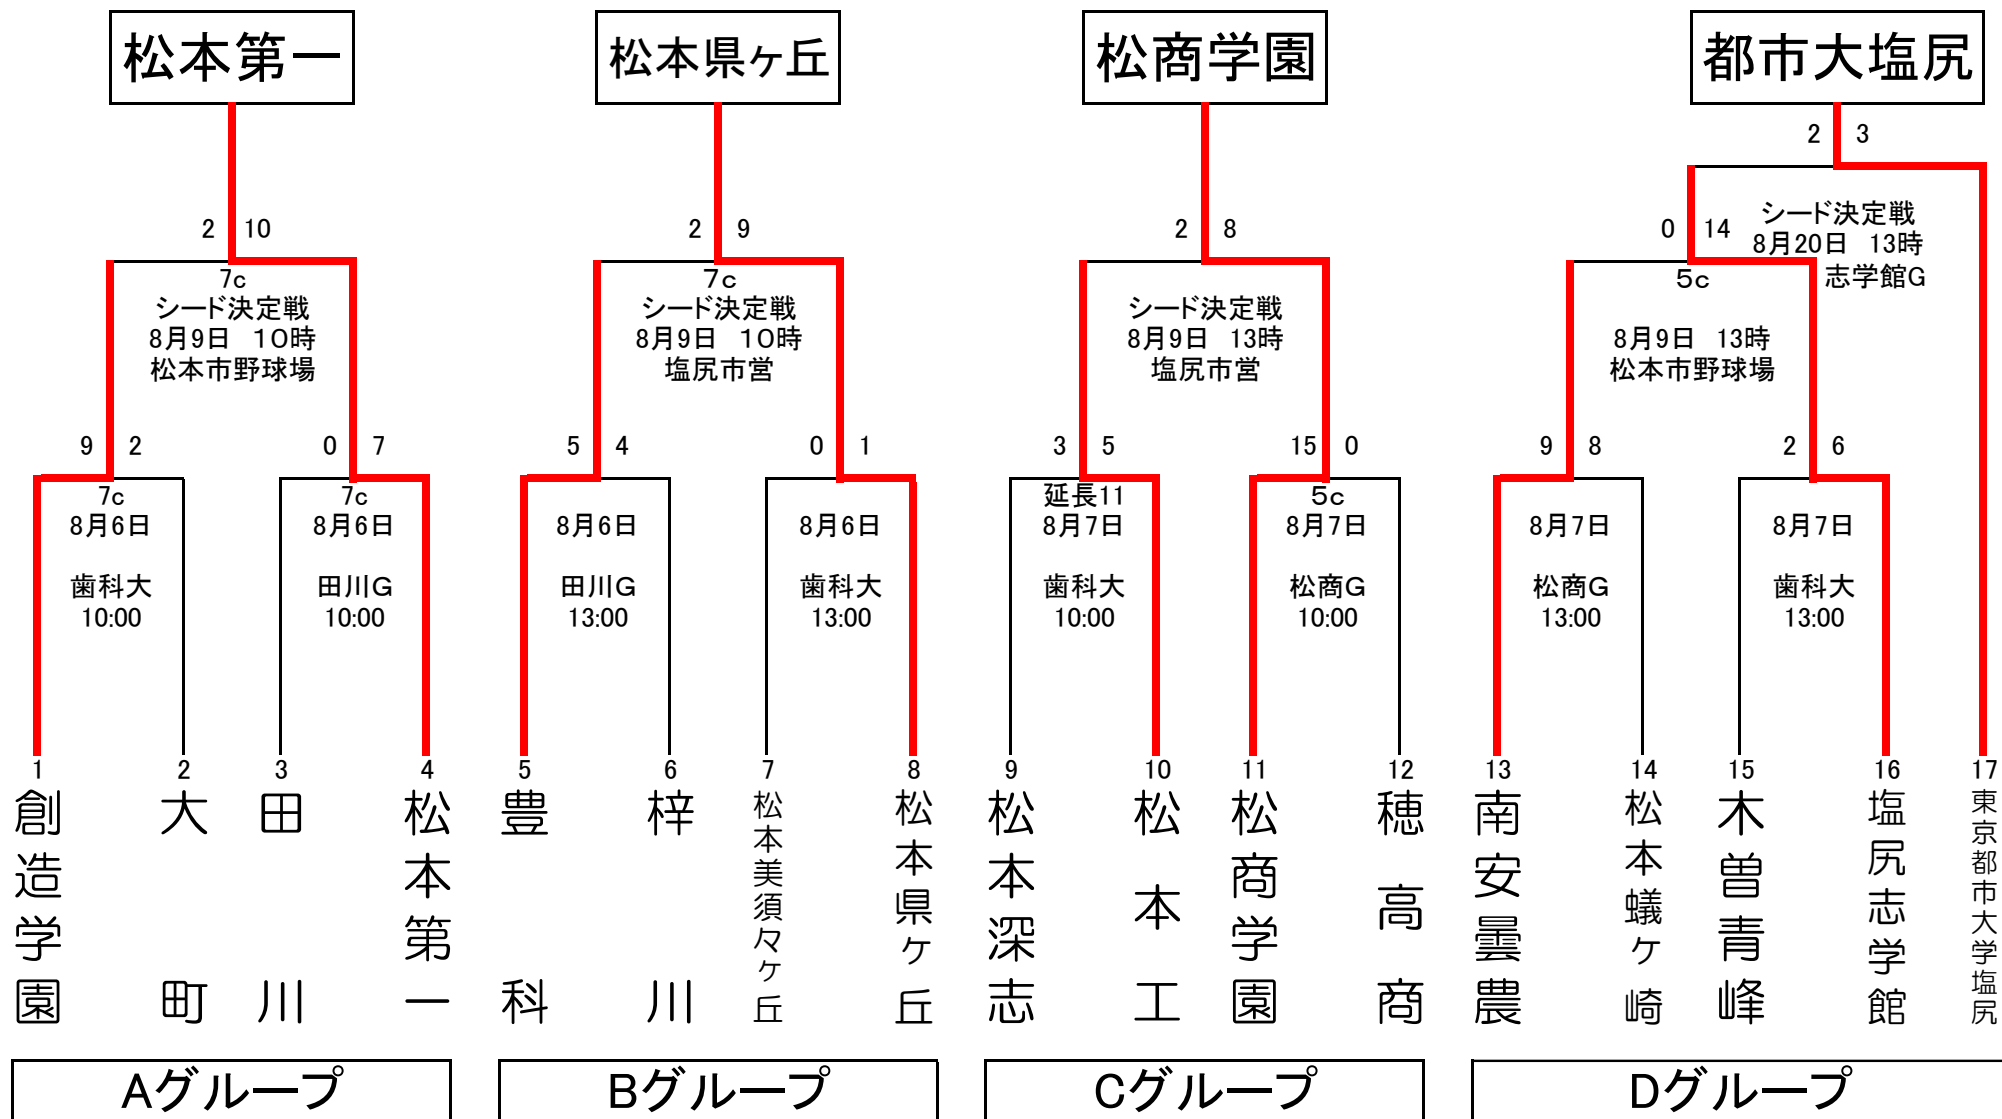 松本第一
松本県ヶ丘
松商学園
都市大塩尻
2 3
2 10
2 9
2 8
0 14
シード決定戦
8月20日 13時
志学館G
7c
シード決定戦
8月9日 10時
松本市野球場
7c
シード決定戦
8月9日 10時
塩尻市営
シード決定戦
8月9日 13時
塩尻市営
5c
8月9日 13時
松本市野球場
9 2
0 7
5 4
0 1
3 5
15 0
9 8
2 6
7c
8月6日
歯科大
10:00
7c
8月6日
田川G
10:00
8月6日
田川G
13:00
8月6日
歯科大
13:00
延長11
8月7日
歯科大
10:00
5c
8月7日
松商G
10:00
8月7日
松商G
13:00
8月7日
歯科大
13:00
1
創造学園
2
大町
3
田川
4
松本第一
5
豊科
6
梓川
7
松本美須々ケ丘
8
松本県ケ丘
9
松本深志
10
松本工
11
松商学園
12
穂高商
13
南安曇農
14
松本蟻ケ崎
15
木曽青峰
16
塩尻志学館
17
東京都市大学塩尻
Aグループ
Bグループ
Cグループ
Dグループ